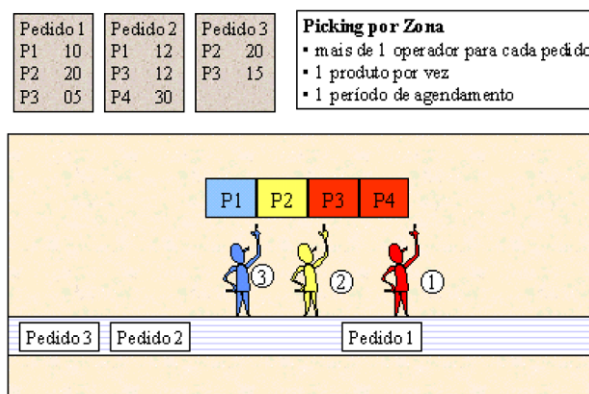 Pedido 1
P1 10
P2 20
P3 05
Pedido 2
P1 12
P3 12
P4 30
Pedido 3
P2 20
P3 15
Picking por Zona
• mais de 1 operador para cada pedido
• 1 produto por vez
• 1 período de agendamento
P1 P2 P3 P4
3 2 1
Pedido 3 Pedido 2 Pedido 1